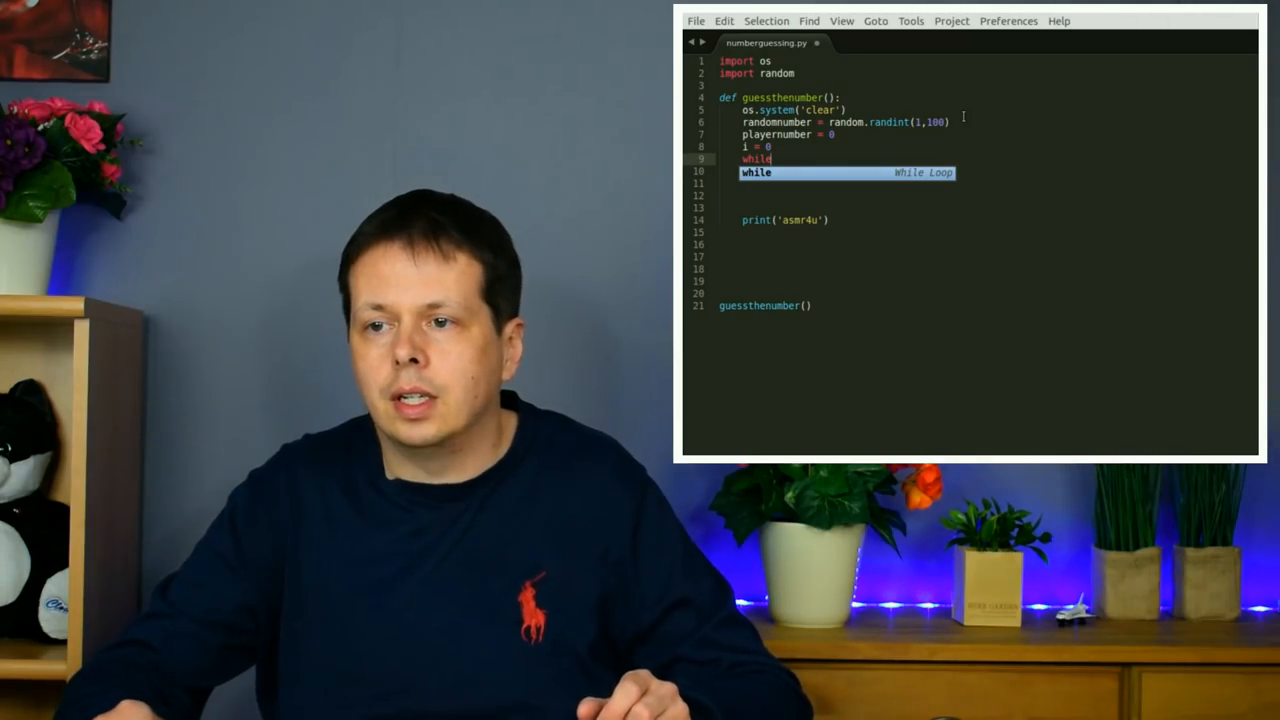 File Edit Selection Find View Goto Tools Project Preferences Help
numberguessing.py
1 import os
2 import random
3
4 def guessthenumber():
5 os.system('clear')
6 randomnumber = random.randint(1,100)
7 playernumber = 0
8 i = 0
9 while
10 while While Loop
11
12
13
14 print('asmr4u')
15
16
17
18
19
20
21 guessthenumber()